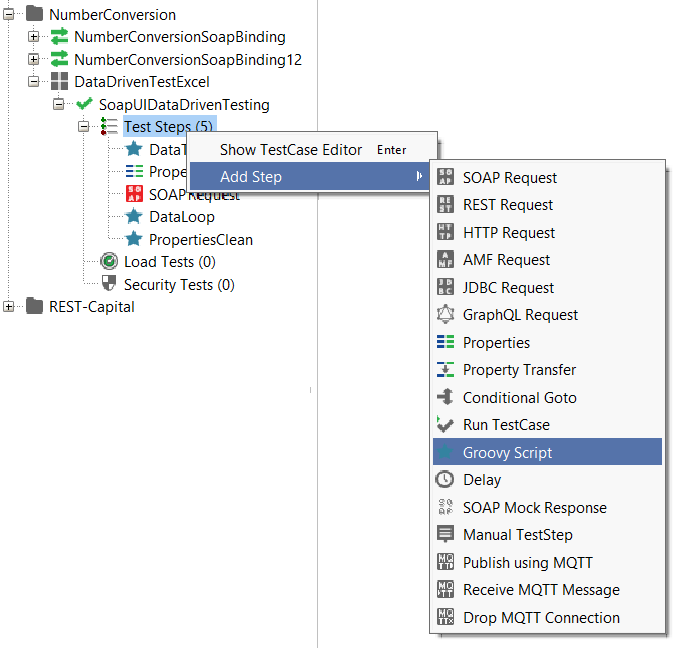 NumberConversion
NumberConversionSoapBinding
NumberConversionSoapBinding12
DataDrivenTestExcel
SoapUIDataDrivenTesting
Test Steps (5)
Show TestCase Editor Enter
Add Step
DataT
Prope
SOAPRequest
DataLoop
PropertiesClean
Load Tests (0)
Security Tests (0)
REST-Capital
SOAP Request
REST Request
HTTP Request
AMF Request
JDBC Request
GraphQL Request
Properties
Property Transfer
Conditional Goto
Run TestCase
Groovy Script
Delay
SOAP Mock Response
Manual TestStep
Publish using MQTT
Receive MQTT Message
Drop MQTT Connection